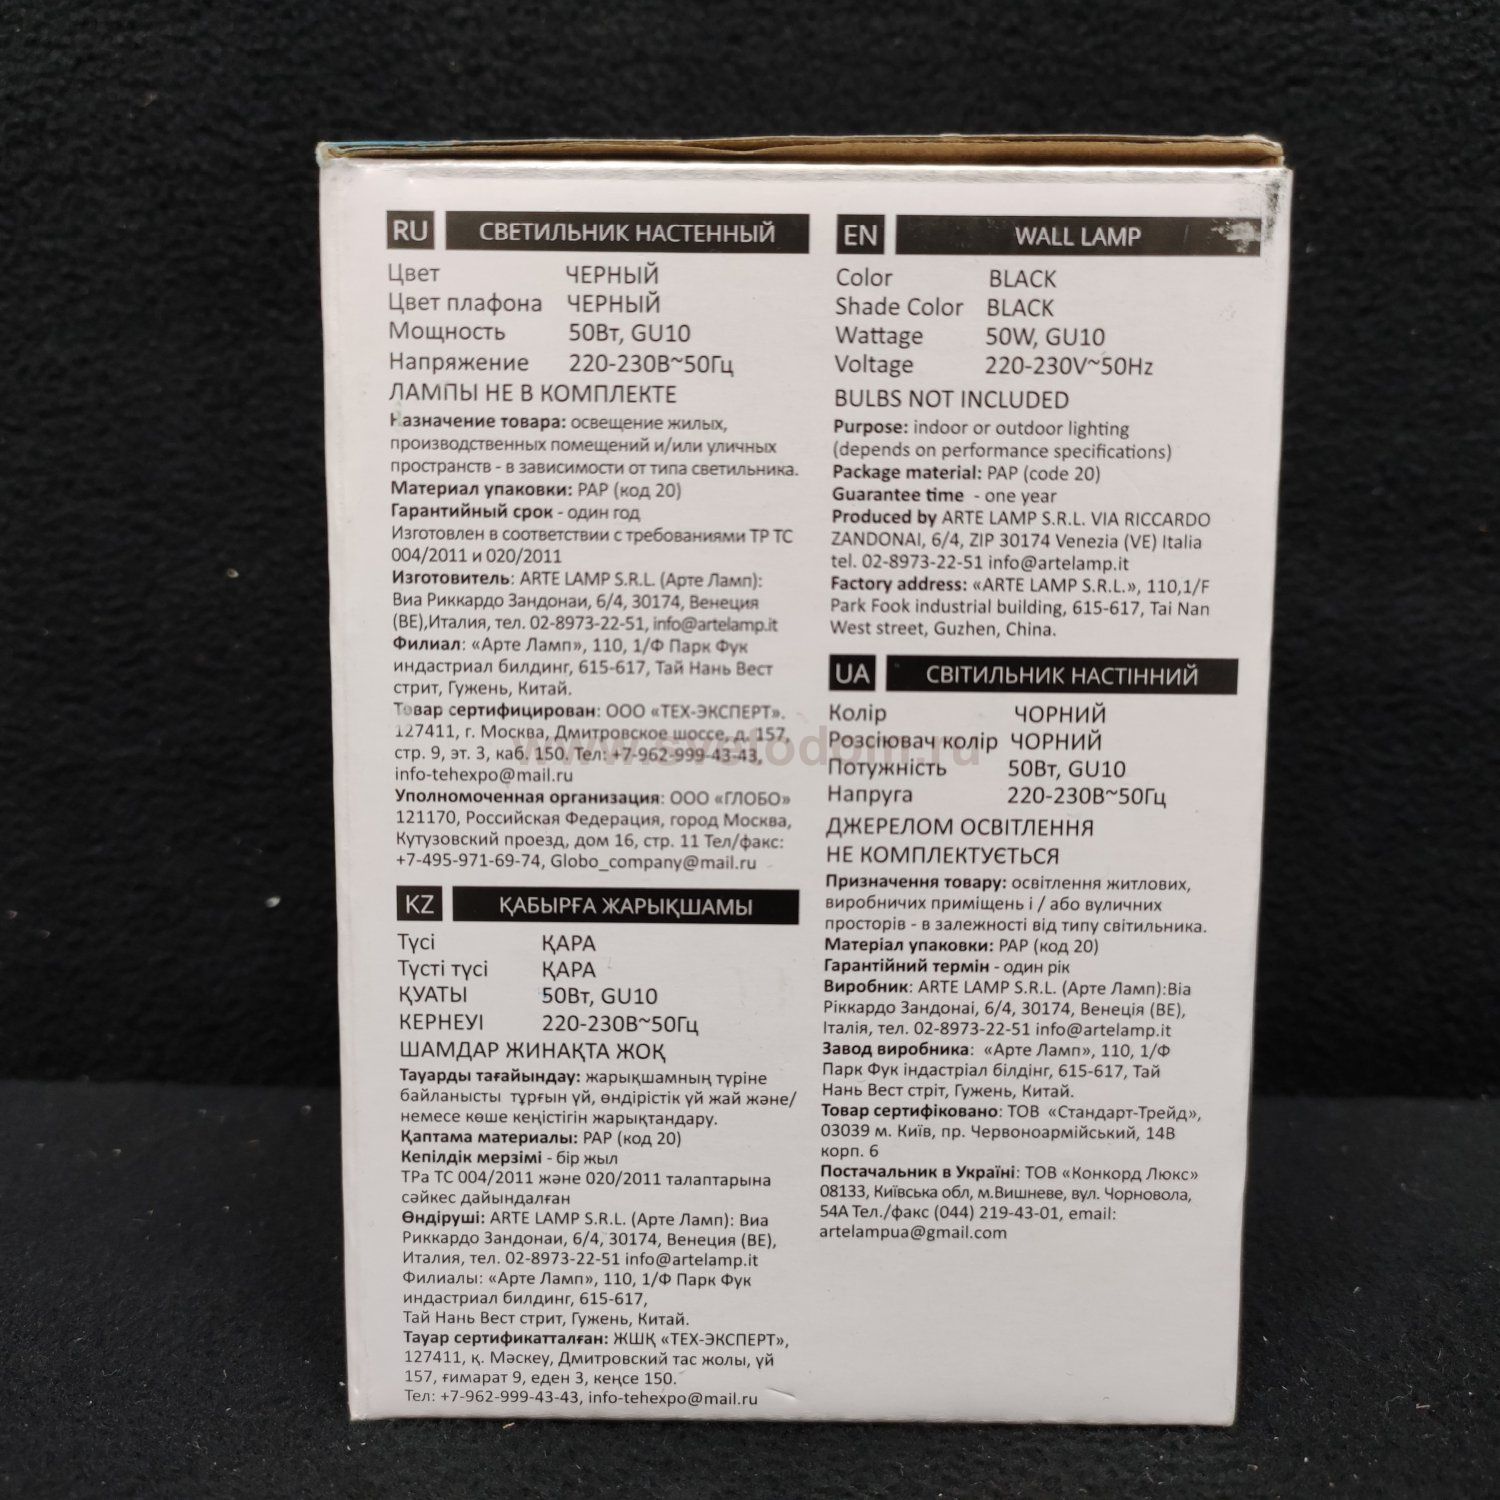 RU СВЕТИЛЬНИК НАСТЕННЫЙ
Цвет ЧЕРНЫЙ
Цвет плафона ЧЕРНЫЙ
Мощность 50Вт, GU10
Напряжение 220-230В~50Гц
ЛАМПЫ НЕ В КОМПЛЕКТЕ
Назначение товара: освещение жилых,
производственных помещений и/или уличных
пространств - в зависимости от типа светильника.
Материал упаковки: PAP (код 20)
Гарантийный срок - один год
Изготовлен в соответствии с требованиями ТР ТС
004/2011 и 020/2011
Изготовитель: ARTE LAMP S.R.L. (Арте Ламп):
Виа Риккардо Зандонаи, 6/4, 30174, Венеция
(ВЕ),Италия, тел. 02-8973-22-51, info@artelamp.it
Филиал: «Арте Ламп», 110, 1/Ф Парк Фук
индастриал билдинг, 615-617, Тай Нань Вест
стрит, Гужень, Китай.
Товар сертифицирован: ООО «ТЕХ-ЭКСПЕРТ».
127411, г. Москва, Дмитровское шоссе, д. 157,
стр. 9, эт. 3, каб. 150. Тел: +7-962-999-43-43,
info-tehexpo@mail.ru
Уполномоченная организация: ООО «ГЛОБО»
121170, Российская Федерация, город Москва,
Кутузовский проезд, дом 16, стр. 11 Тел/факс:
+7-495-971-69-74, Globo_company@mail.ru
KZ ҚАБЫРҒА ЖАРЫҚШАМЫ
Түсі ҚАРА
Түсті түсі ҚАРА
ҚУАТЫ 50Вт, GU10
КЕРНЕУІ 220-230В~50Гц
ШАМДАР ЖИНАҚТА ЖОҚ
Тауарды тағайындау: жарықшамның түріне
байланысты тұрғын үй, өндірістік үй жай және/
немесе көше кеңістігін жарықтандару.
Қаптама материалы: PAP (код 20)
Кепілдік мерзімі - бір жыл
ТРа ТС 004/2011 және 020/2011 талаптарына
сәйкес дайындалған
Өндіруші: ARTE LAMP S.R.L. (Арте Ламп): Виа
Риккардо Зандонаи, 6/4, 30174, Венеция (ВЕ),
Италия, тел. 02-8973-22-51 info@artelamp.it
Филиалы: «Арте Ламп», 110, 1/Ф Парк Фук
индастриал билдинг, 615-617,
Тай Нань Вест стрит, Гужень, Китай.
Тауар сертификатталған: ЖШҚ «ТЕХ-ЭКСПЕРТ»,
127411, қ. Мәскеу, Дмитровский тас жолы, үй
157, ғимарат 9, еден 3, кеңсе 150.
Тел: +7-962-999-43-43, info-tehexpo@mail.ru
EN WALL LAMP
Color BLACK
Shade Color BLACK
Wattage 50W, GU10
Voltage 220-230V~50Hz
BULBS NOT INCLUDED
Purpose: indoor or outdoor lighting
(depends on performance specifications)
Package material: PAP (code 20)
Guarantee time - one year
Produced by ARTE LAMP S.R.L. VIA RICCARDO
ZANDONAI, 6/4, ZIP 30174 Venezia (VE) Italia
tel. 02-8973-22-51 info@artelamp.it
Factory address: «ARTE LAMP S.R.L.», 110,1/F
Park Fook industrial building, 615-617, Tai Nan
West street, Guzhen, China.
UA СВІТИЛЬНИК НАСТІННИЙ
Колір ЧОРНИЙ
Розсіювач колір ЧОРНИЙ
Потужність 50Вт, GU10
Напруга 220-230В~50Гц
ДЖЕРЕЛОМ ОСВІТЛЕННЯ
НЕ КОМПЛЕКТУЄТЬСЯ
Призначення товару: освітлення житлових,
виробничих приміщень і / або вуличних
просторів - в залежності від типу світильника.
Матеріал упаковки: PAP (код 20)
Гарантійний термін - один рік
Виробник: ARTE LAMP S.R.L. (Арте Ламп):Віа
Ріккардо Зандонаі, 6/4, 30174, Венеція (ВЕ),
Італія, тел. 02-8973-22-51 info@artelamp.it
Завод виробника: «Арте Ламп», 110, 1/Ф
Парк Фук індастріал білдінг, 615-617, Тай
Нань Вест стріт, Гужень, Китай.
Товар сертифіковано: ТОВ «Стандарт-Трейд»,
03039 м. Київ, пр. Червоноармійський, 14В
корп. 6
Постачальник в Україні: ТОВ «Конкорд Люкс»
08133, Київська обл, м.Вишневе, вул. Чорновола,
54А Тел./факс (044) 219-43-01, email:
artelampua@gmail.com
www.svetodom.ru